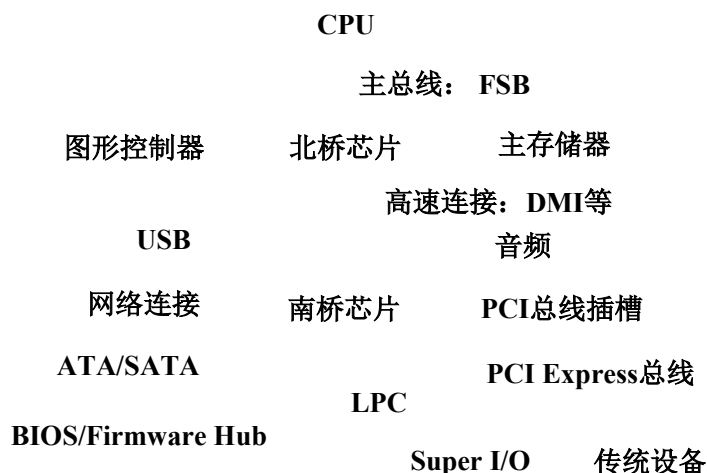 CPU
主总线： FSB
图形控制器 北桥芯片 主存储器
高速连接：DMI等
USB 音频
网络连接 南桥芯片 PCI总线插槽
ATA/SATA PCI Express总线
LPC
BIOS/Firmware Hub
Super I/O 传统设备